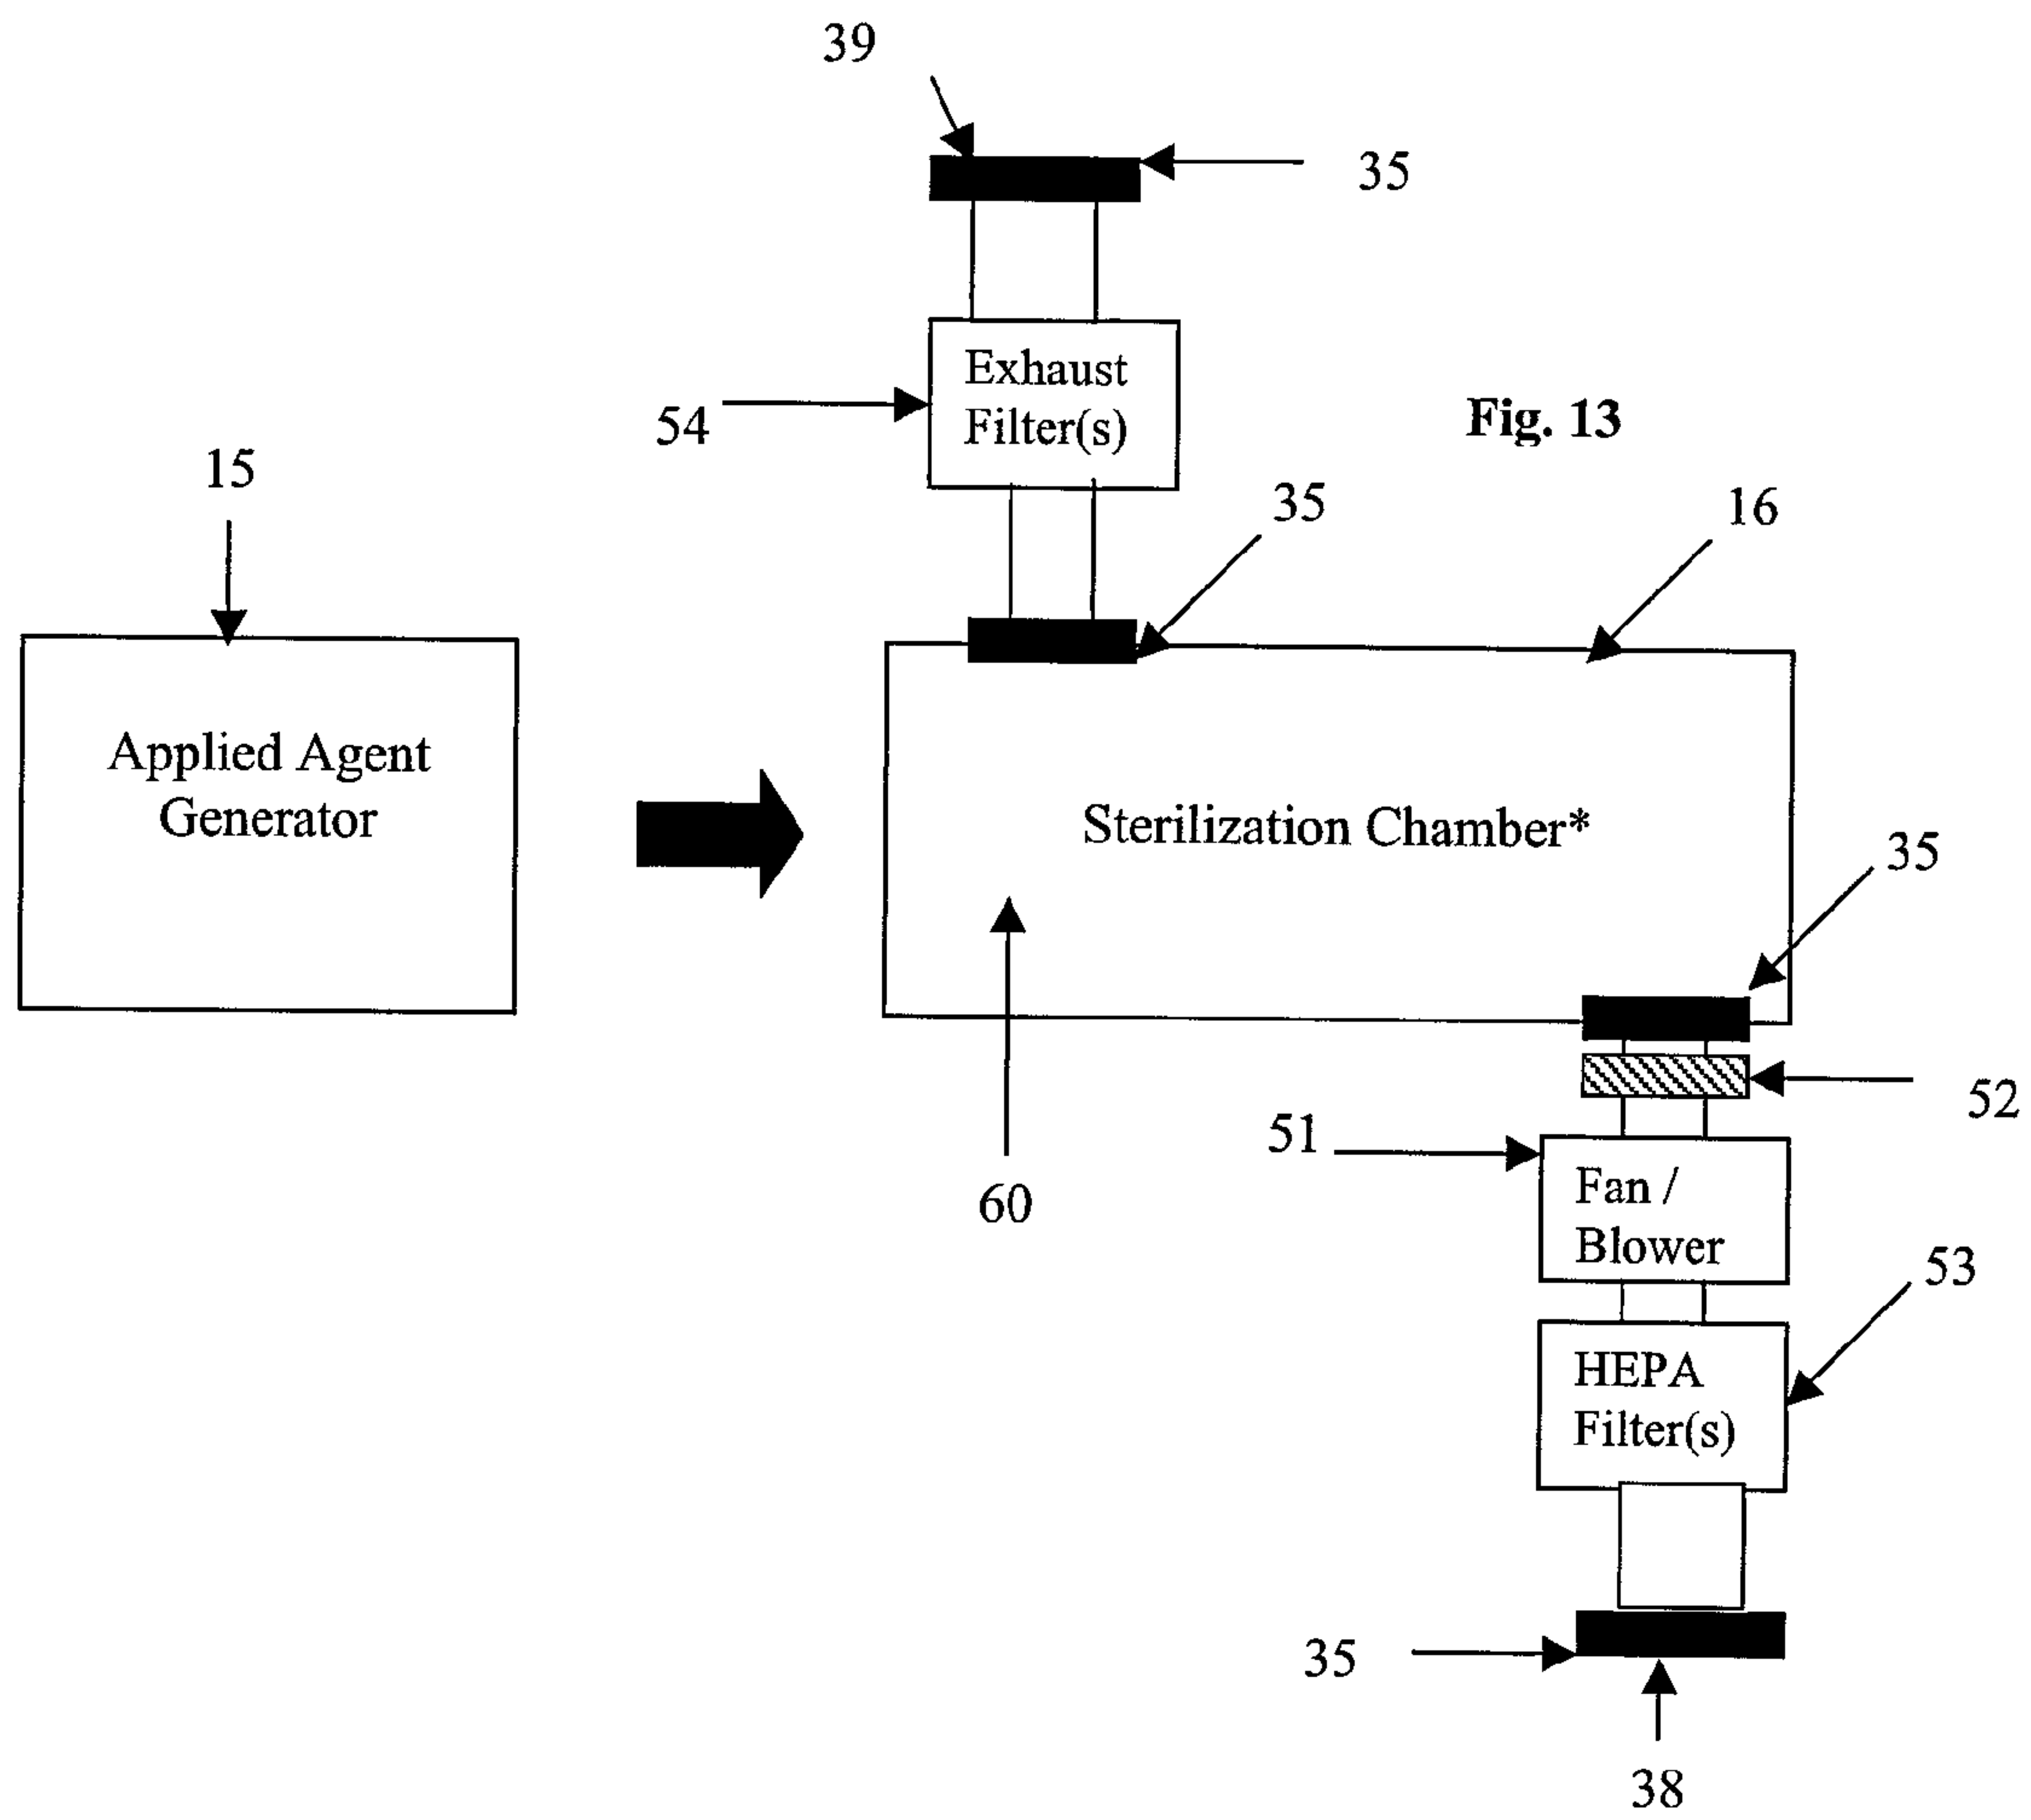 39
35
Exhaust
Filter(s)
54
Fig. 13
15
35
16
Applied Agent
Generator
Sterilization Chamber*
35
52
51
60
Fan /
Blower
53
HEPA
Filter(s)
35
38